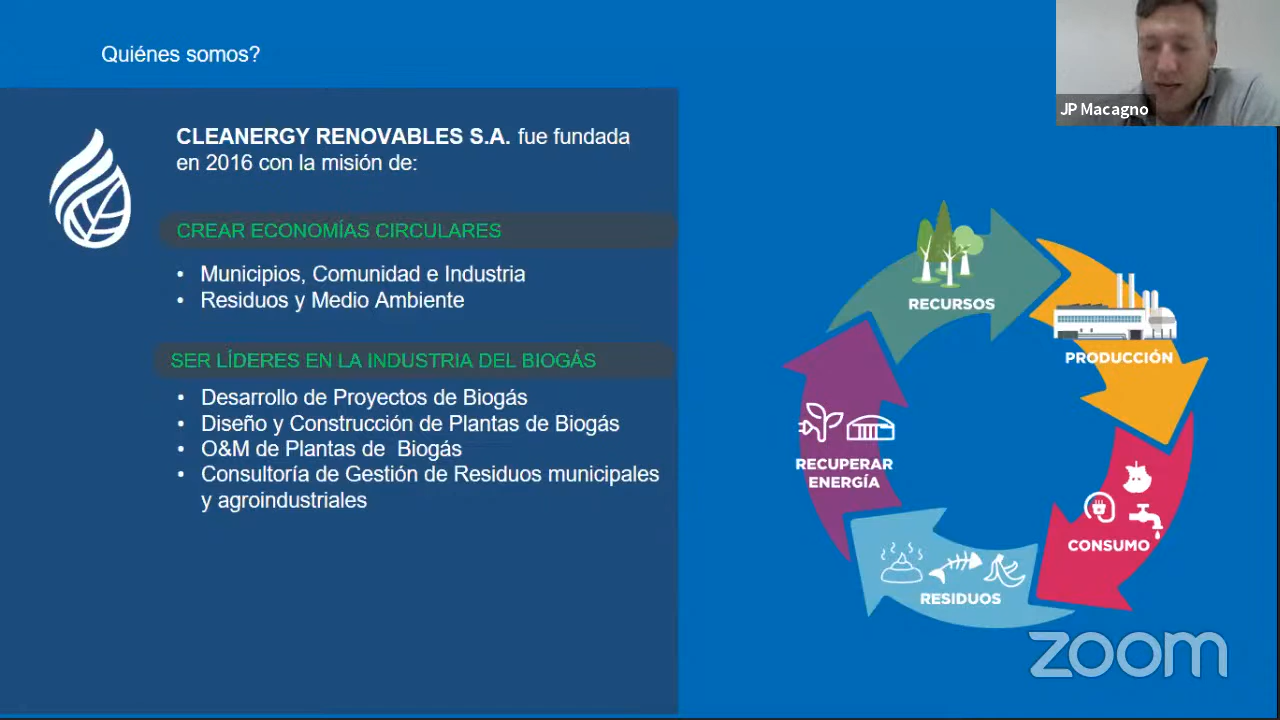 Quiénes somos?
JP Macagno
CLEANERGY RENOVABLES S.A. fue fundada
en 2016 con la misión de:
CREAR ECONOMÍAS CIRCULARES
• Municipios, Comunidad e Industria
• Residuos y Medio Ambiente
SER LÍDERES EN LA INDUSTRIA DEL BIOGÁS
• Desarrollo de Proyectos de Biogás
• Diseño y Construcción de Plantas de Biogás
• O&M de Plantas de Biogás
• Consultoría de Gestión de Residuos municipales
y agroindustriales
RECURSOS
PRODUCCIÓN
CONSUMO
RESIDUOS
RECUPERAR
ENERGÍA
zoom